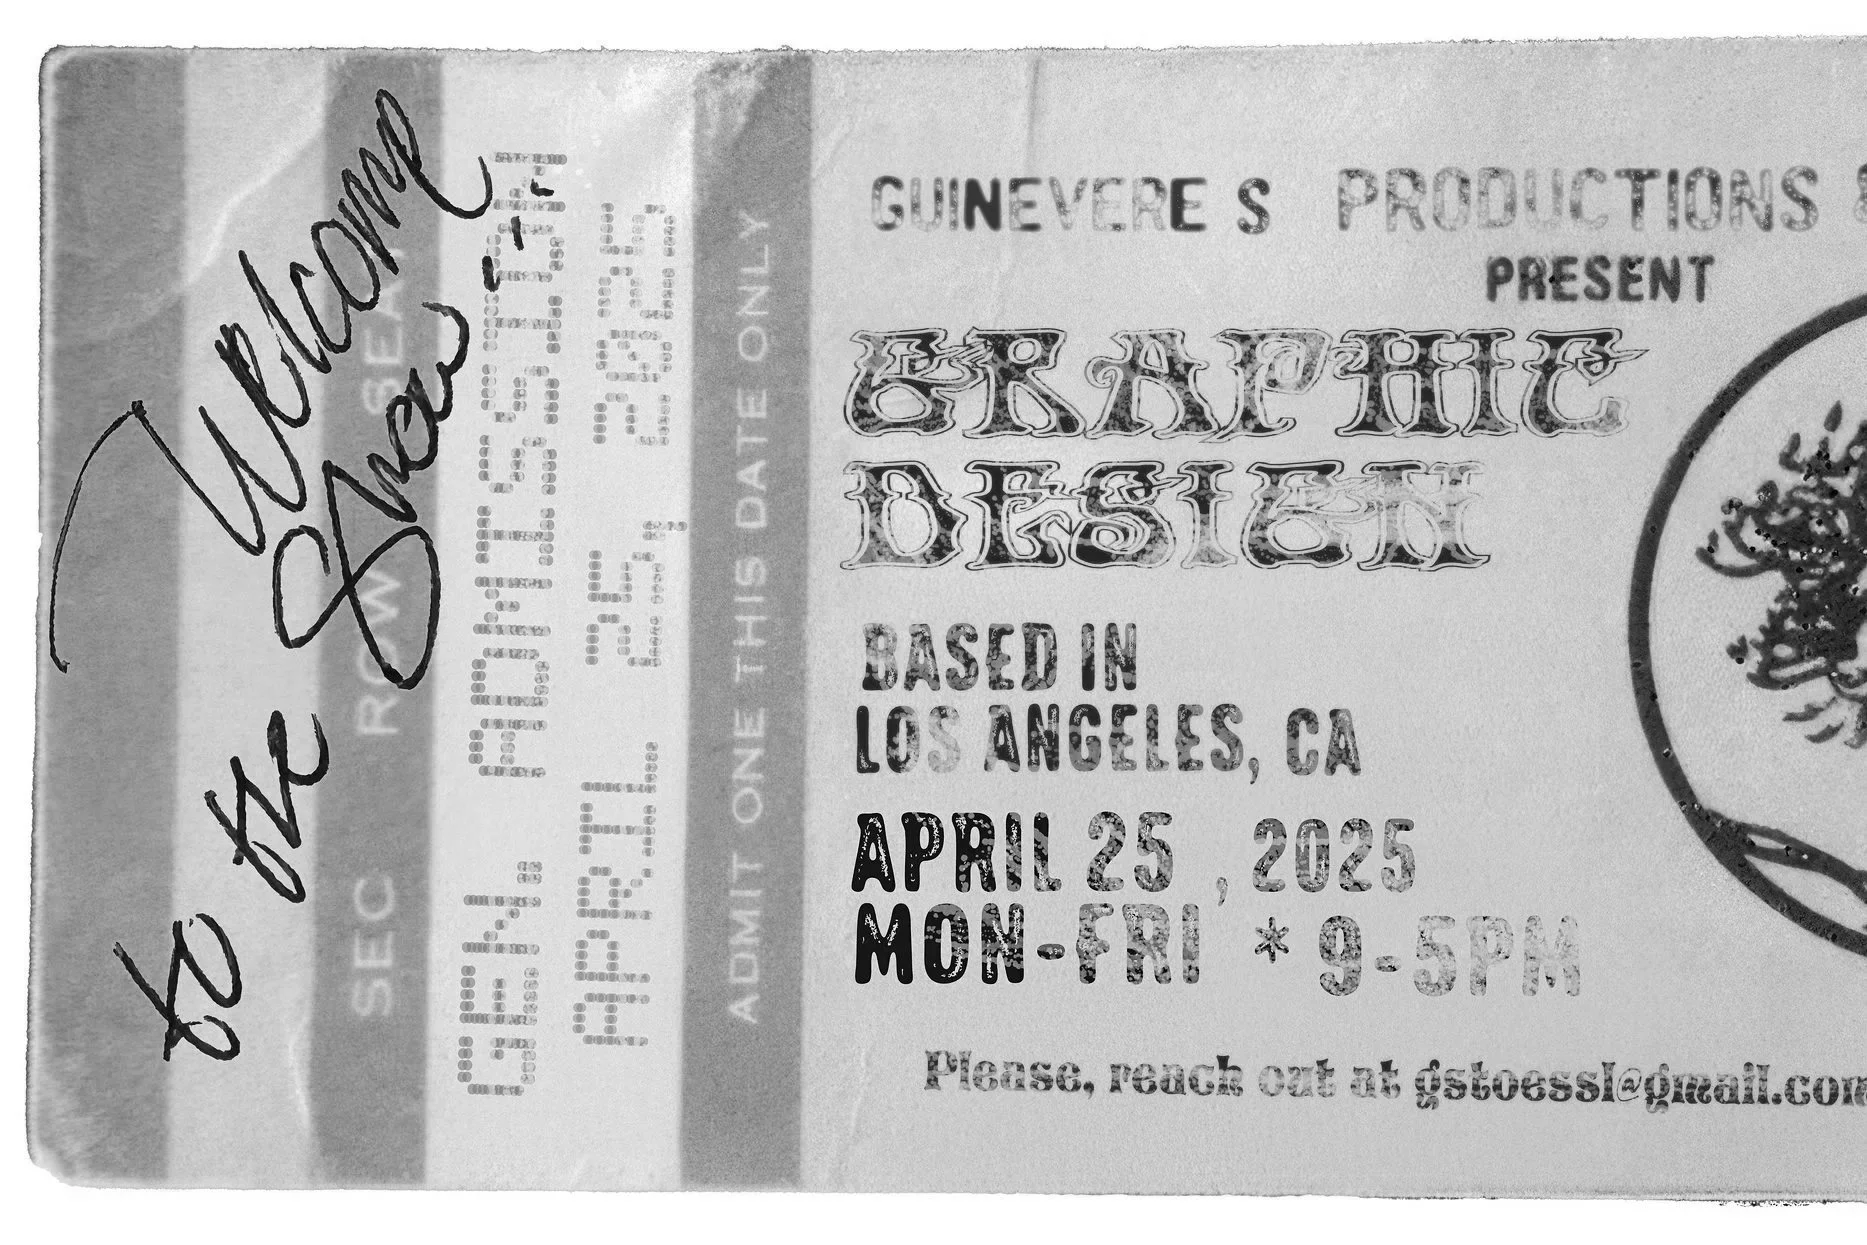 Welcome
to the Show...
SEC ROW SEA
GEN. ADMISSION
APRIL 25, 2025
ADMIT ONE THIS DATE ONLY
GUINEVERE S PRODUCTIONS &
PRESENT
GRAPHIC
DESIGN
BASED IN
LOS ANGELES, CA
APRIL 25, 2025
MON-FRI * 9-5PM
Please, reach out at gstoessl@gmail.com